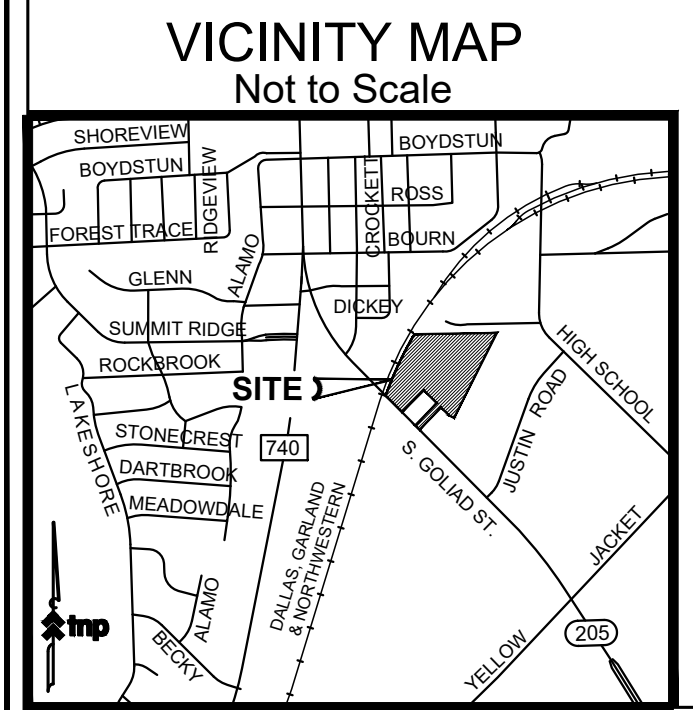 VICINITY MAP
Not to Scale
SHOREVIEW
BOYDSTUN
RIDGEVIEW
FOREST TRACE
GLENN
ALAMO
SUMMIT RIDGE
ROCKBROOK
LAKESHORE
STONECREST
DARTBROOK
MEADOWDALE
ALAMO
BECKY
BOYDSTUN
CROCKETT
ROSS
BOURN
DICKEY
SITE
740
DALLAS, GARLAND
& NORTHWESTERN
S. GOLIAD ST.
JUSTIN ROAD
HIGH SCHOOL
YELLOW JACKET
205
tnp